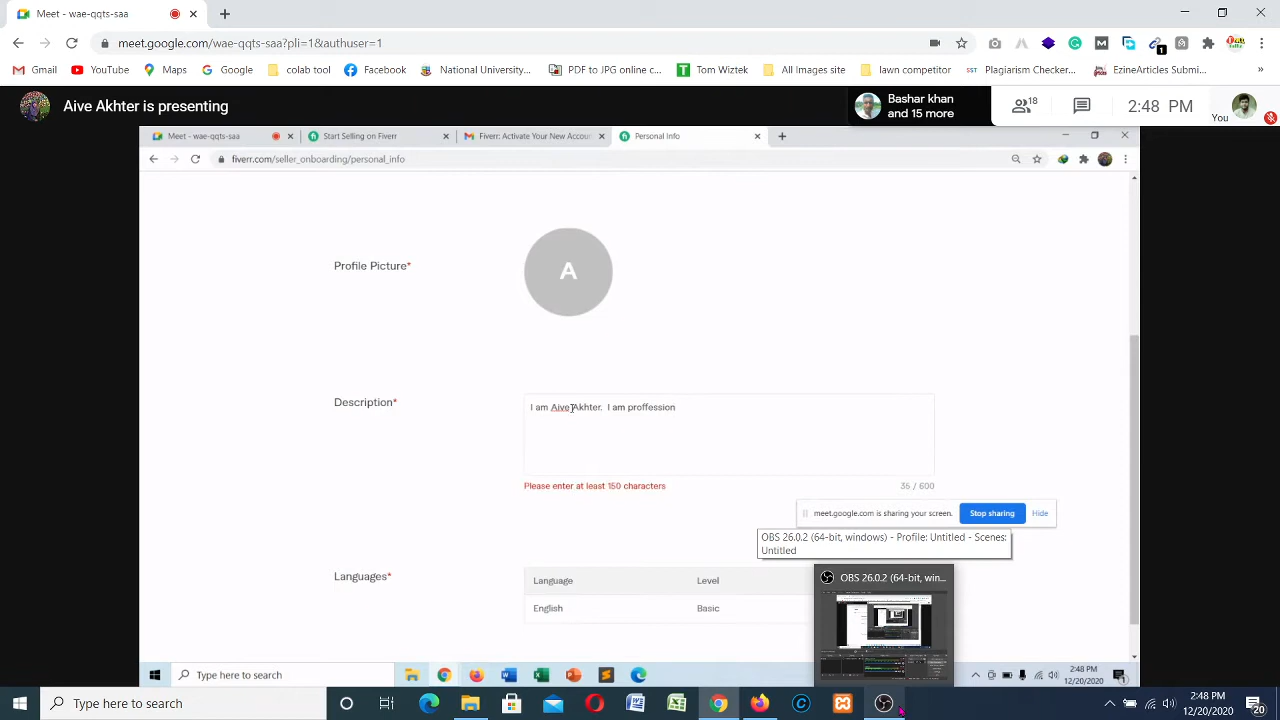 Meet - wae-qqts-saa
meet.google.com/wae-qqts-saa?pli=1&authuser=1
1
Gmail
YouTube
Maps
Google
colab tool
Facebook
National University...
PDF to JPG online c...
Tom Wiztek
All Images site
lawn competitor
SST
Plagiarism Checker...
EzineArticles Submi...
»
Aive Akhter is presenting
Bashar khan
and 15 more
18
2:48 PM
You
Meet - wae-qqts-saa
Start Selling on Fiverr
Fiverr: Activate Your New Accou
Personal Info
fiverr.com/seller_onboarding/personal_info
Profile Picture*
A
Description*
I am Aive Akhter.  I am proffession
Please enter at least 150 characters
35 / 600
meet.google.com is sharing your screen.
Stop sharing
Hide
OBS 26.0.2 (64-bit, windows) - Profile: Untitled - Scenes:
Untitled
OBS 26.0.2 (64-bit, win...
Languages*
Language
Level
English
Basic
ype here to search
2:48 PM
12/20/2020
1
Type here to search
2:48 PM
12/20/2020
20